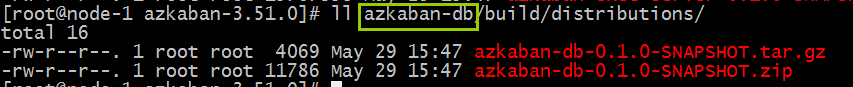 [root@node-1 azkaban-3.51.0]# ll azkaban-db/build/distributions/
total 16
-rw-r--r--. 1 root root  4069 May 29 15:47 azkaban-db-0.1.0-SNAPSHOT.tar.gz
-rw-r--r--. 1 root root 11786 May 29 15:47 azkaban-db-0.1.0-SNAPSHOT.zip
[root@node-1 azkaban-3.51.0]#